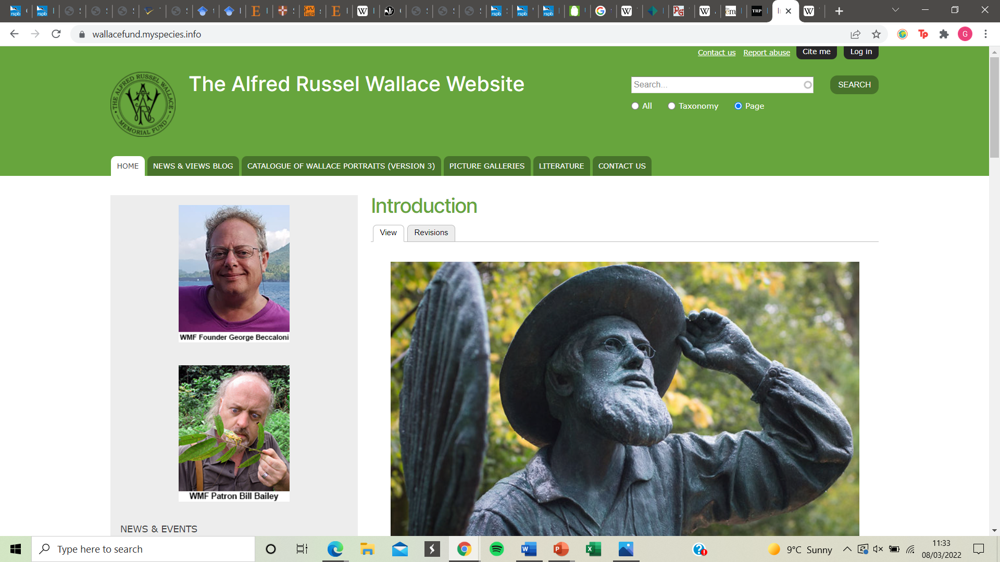 wallacefund.myspecies.info
G
Contact us Report abuse Cite me Log in
THE ALFRED RUSSEL WALLACE
MEMORIAL FUND
The Alfred Russel Wallace Website
Search...
SEARCH
All Taxonomy Page
HOME NEWS & VIEWS BLOG CATALOGUE OF WALLACE PORTRAITS (VERSION 3) PICTURE GALLERIES LITERATURE CONTACT US
Introduction
View Revisions
WMF Founder George Beccaloni
WMF Patron Bill Bailey
NEWS & EVENTS
Type here to search
9°C Sunny
11:33
08/03/2022